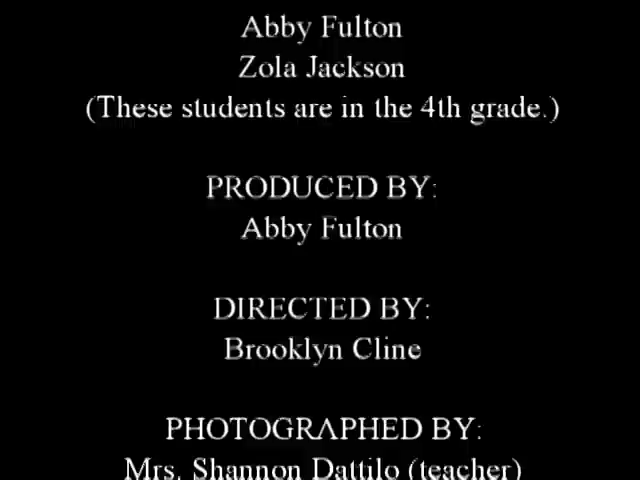 Abby Fulton
Zola Jackson
(These students are in the 4th grade.)
PRODUCED BY:
Abby Fulton
DIRECTED BY:
Brooklyn Cline
PHOTOGRAPHED BY:
Mrs. Shannon Dattilo (teacher)